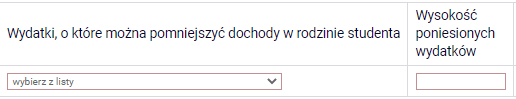 Wydatki, o które można pomniejszyć dochody w rodzinie studenta
Wysokość
poniesionych
wydatków
wybierz z listy